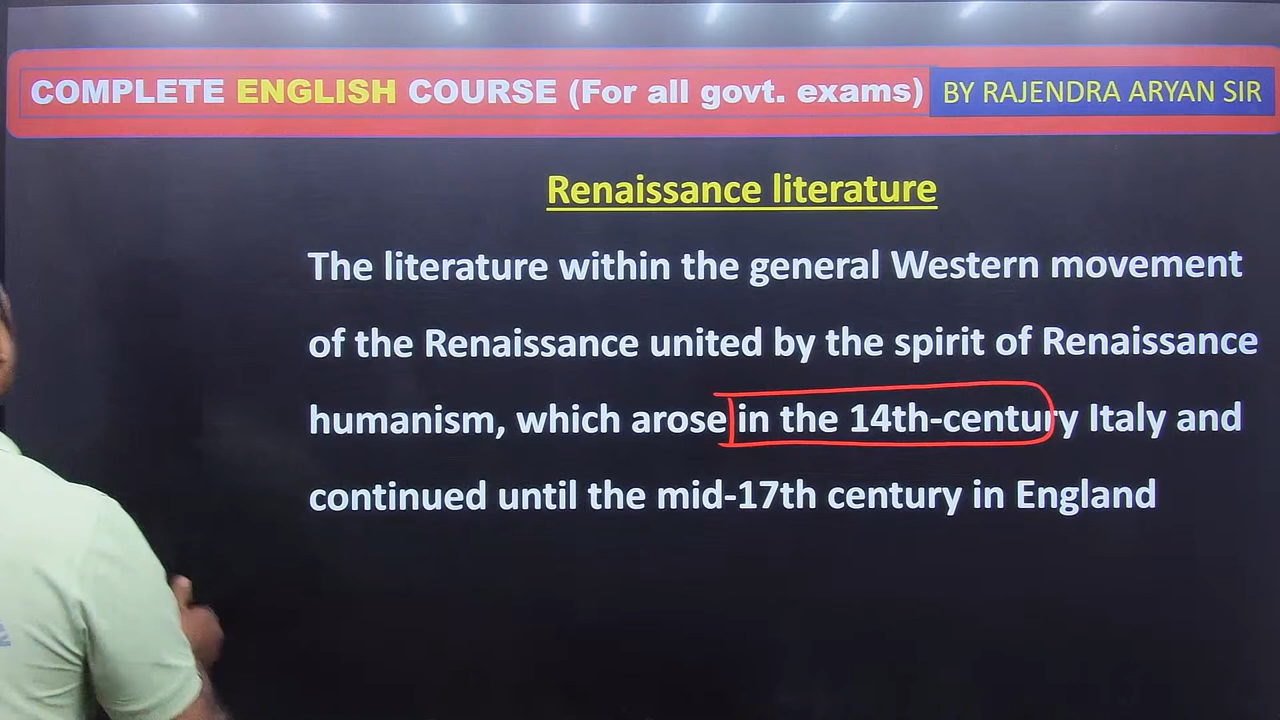 COMPLETE ENGLISH COURSE (For all govt. exams) BY RAJENDRA ARYAN SIR
Renaissance literature
The literature within the general Western movement
of the Renaissance united by the spirit of Renaissance
humanism, which arose in the 14th-century Italy and
continued until the mid-17th century in England